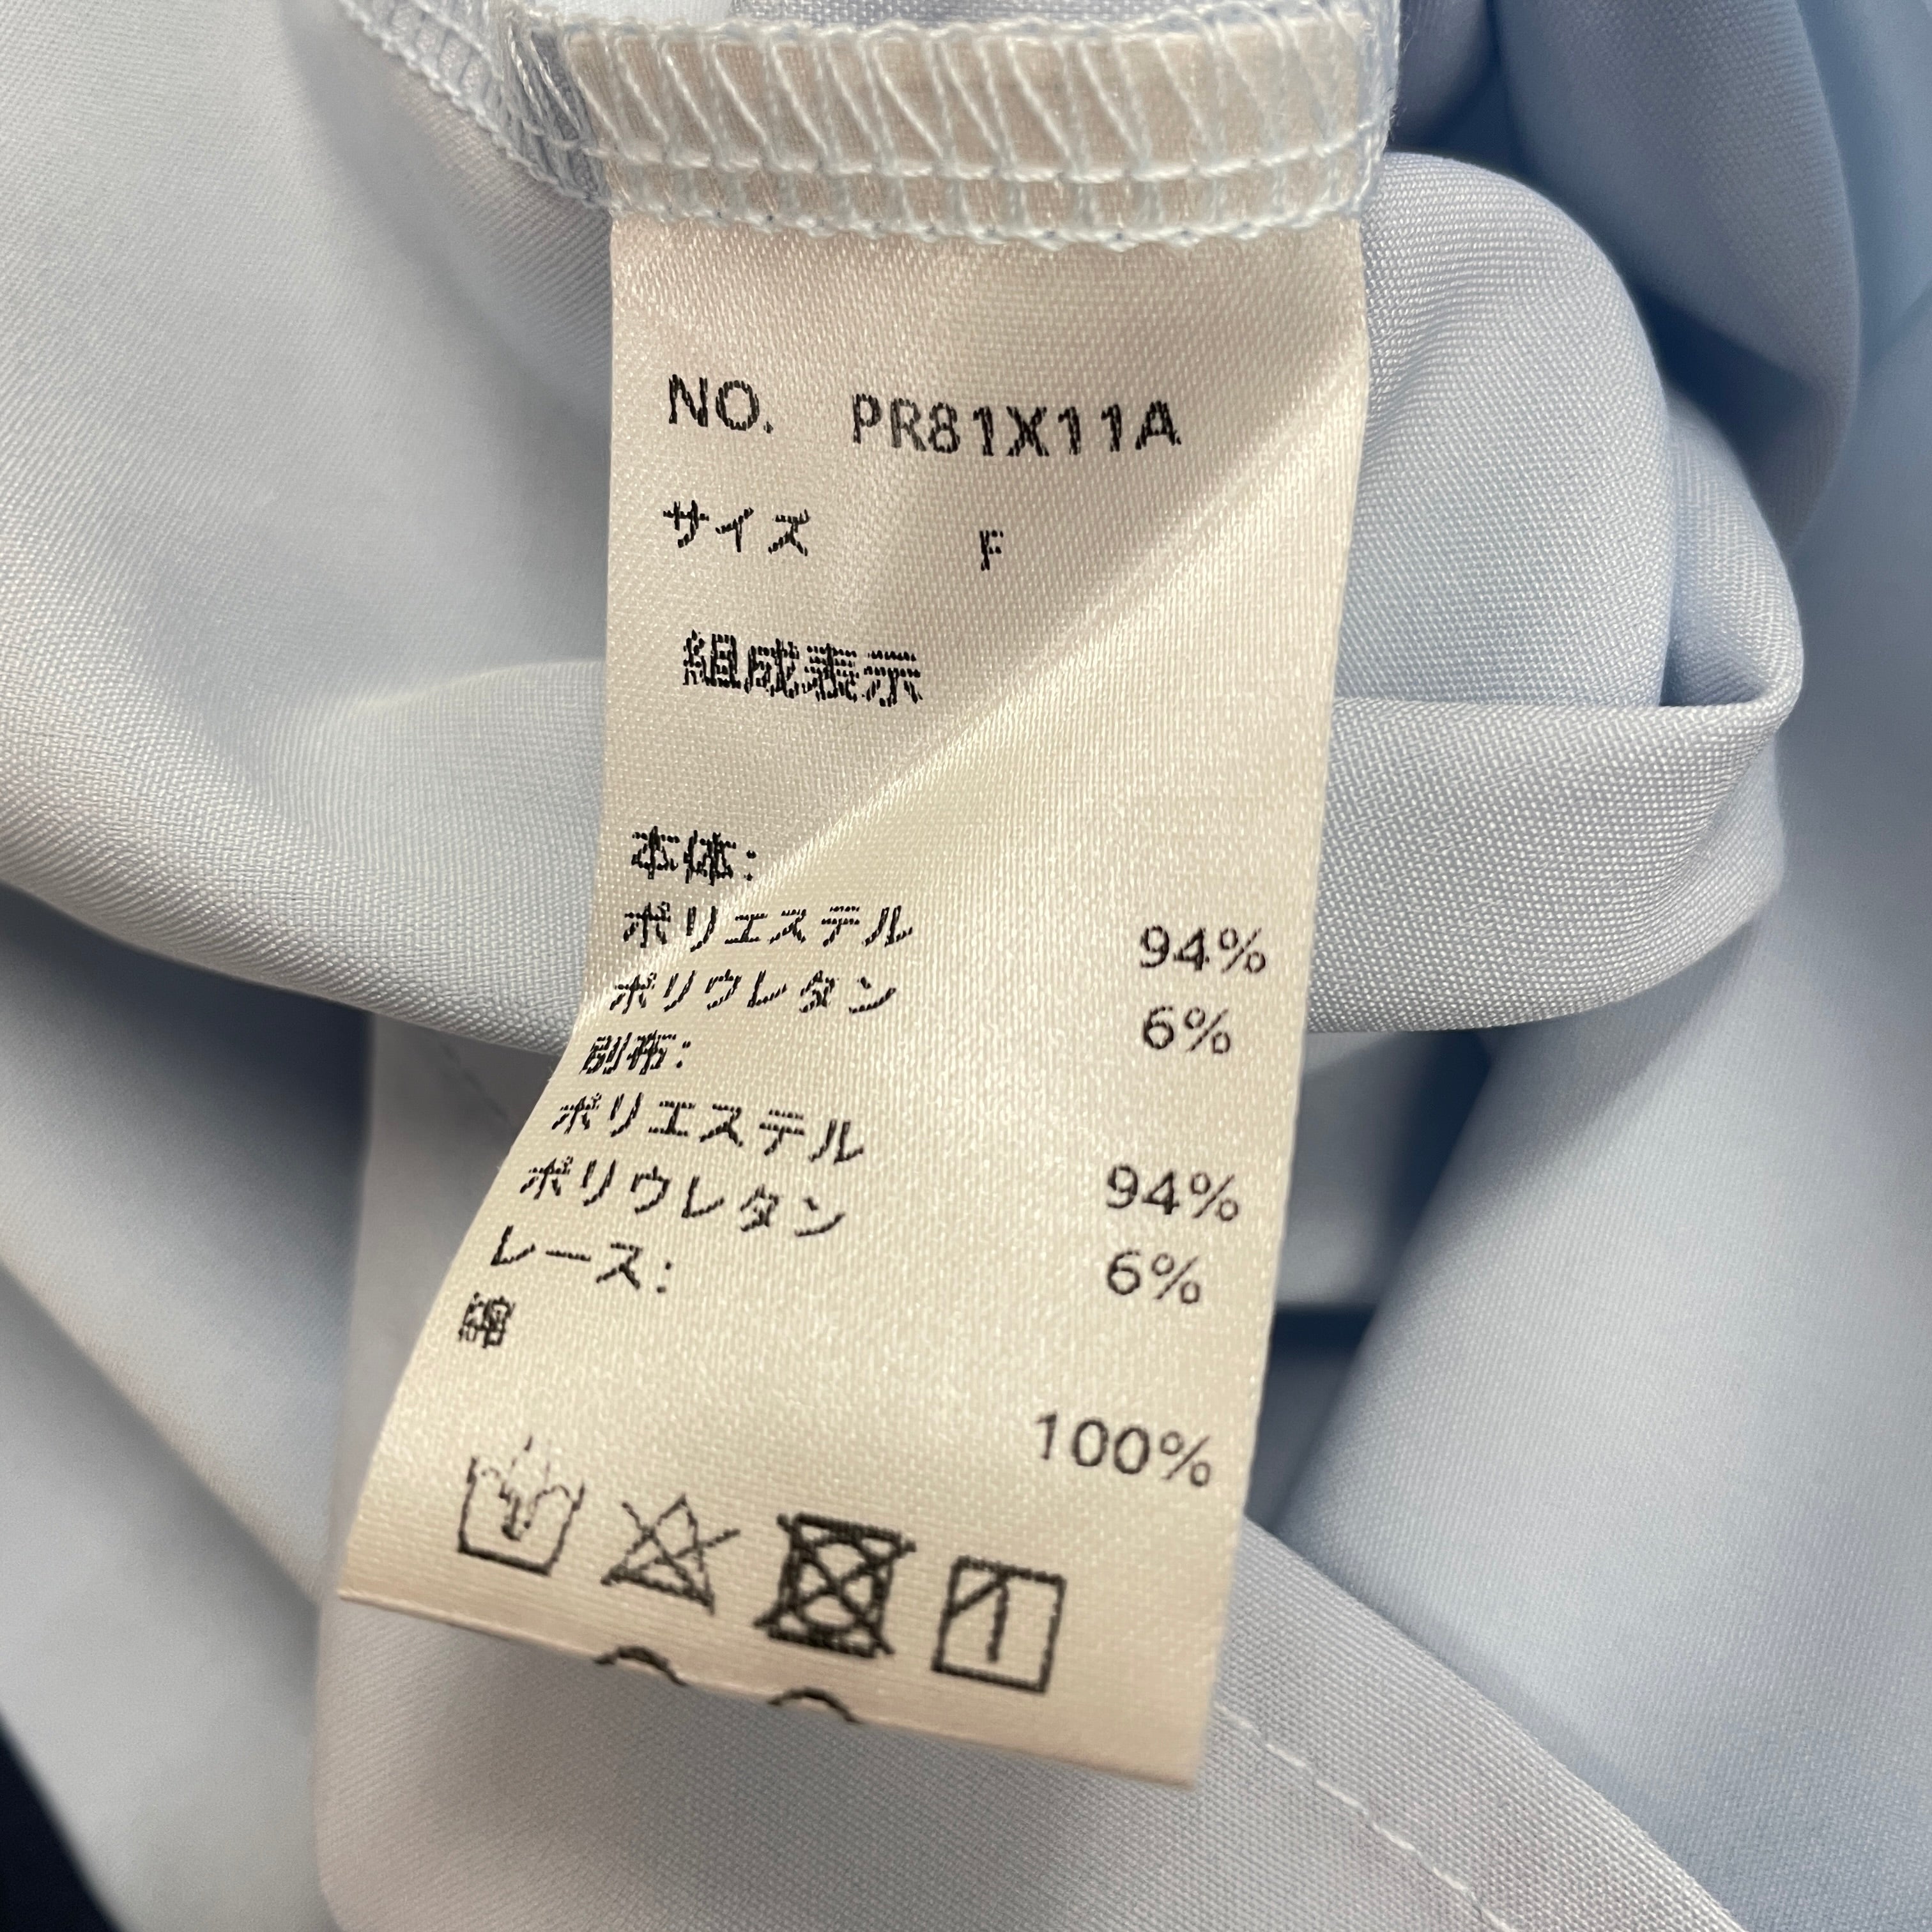 NO. PR81X11A
サイズ F
組成表示
本体:
ポリエステル 94%
ポリウレタン 6%
別布:
ポリエステル 94%
ポリウレタン 6%
レース:
綿 100%